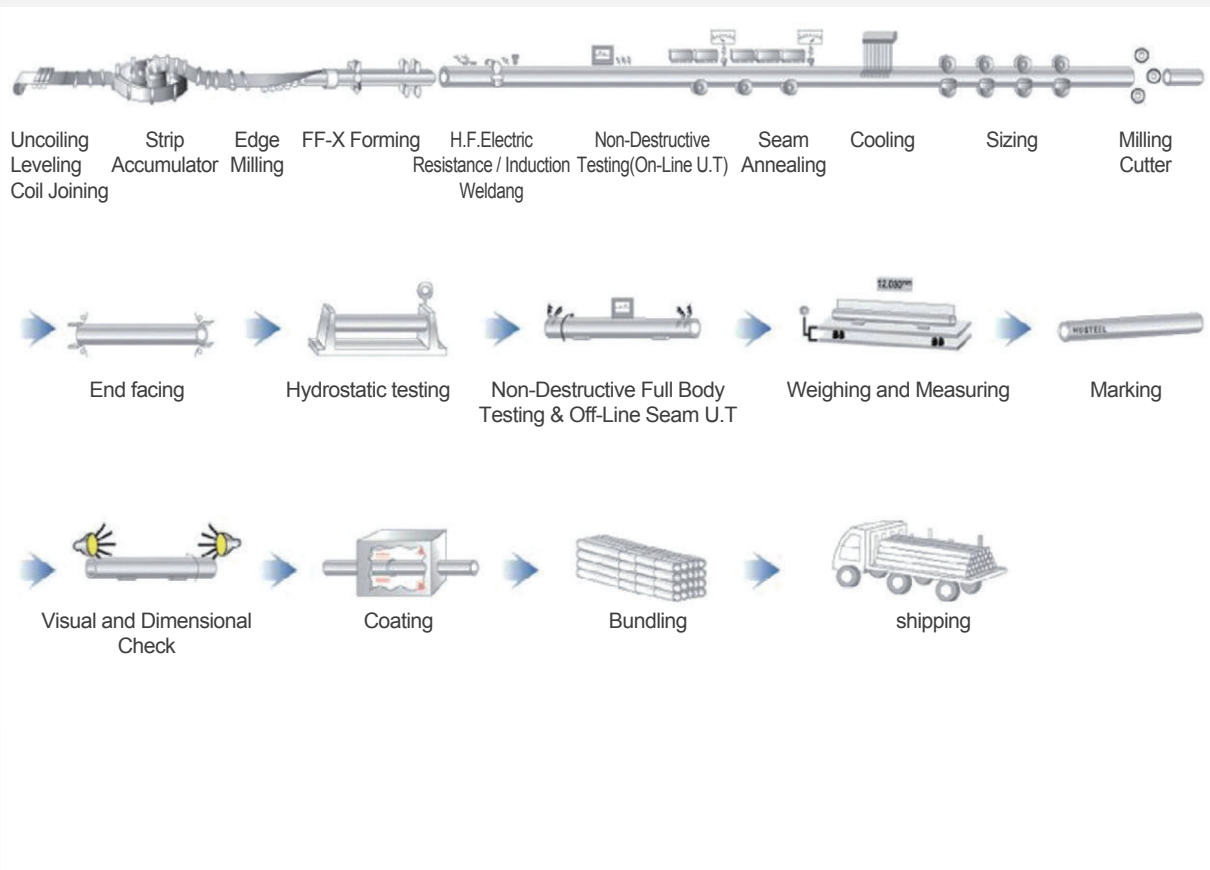 Uncoiling
Leveling
Coil Joining
Strip
Accumulator
Edge
Milling
FF-X Forming
H.F.Electric
Resistance / Induction
Weldang
Non-Destructive
Testing(On-Line U.T)
Seam
Annealing
Cooling
Sizing
Milling
Cutter
End facing
Hydrostatic testing
Non-Destructive Full Body
Testing & Off-Line Seam U.T
Weighing and Measuring
HUSTEEL
Marking
Visual and Dimensional
Check
Coating
Bundling
shipping